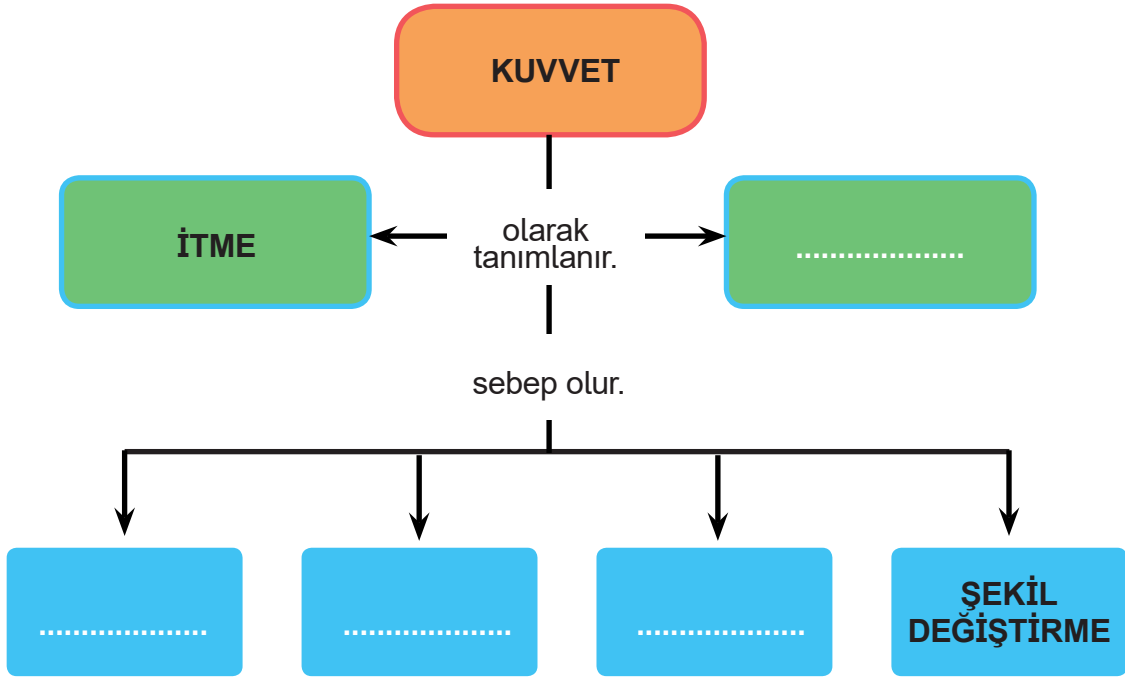 KUVVET
İTME
olarak
tanımlanır.
....................
sebep olur.
....................
....................
....................
ŞEKİL
DEĞİŞTİRME